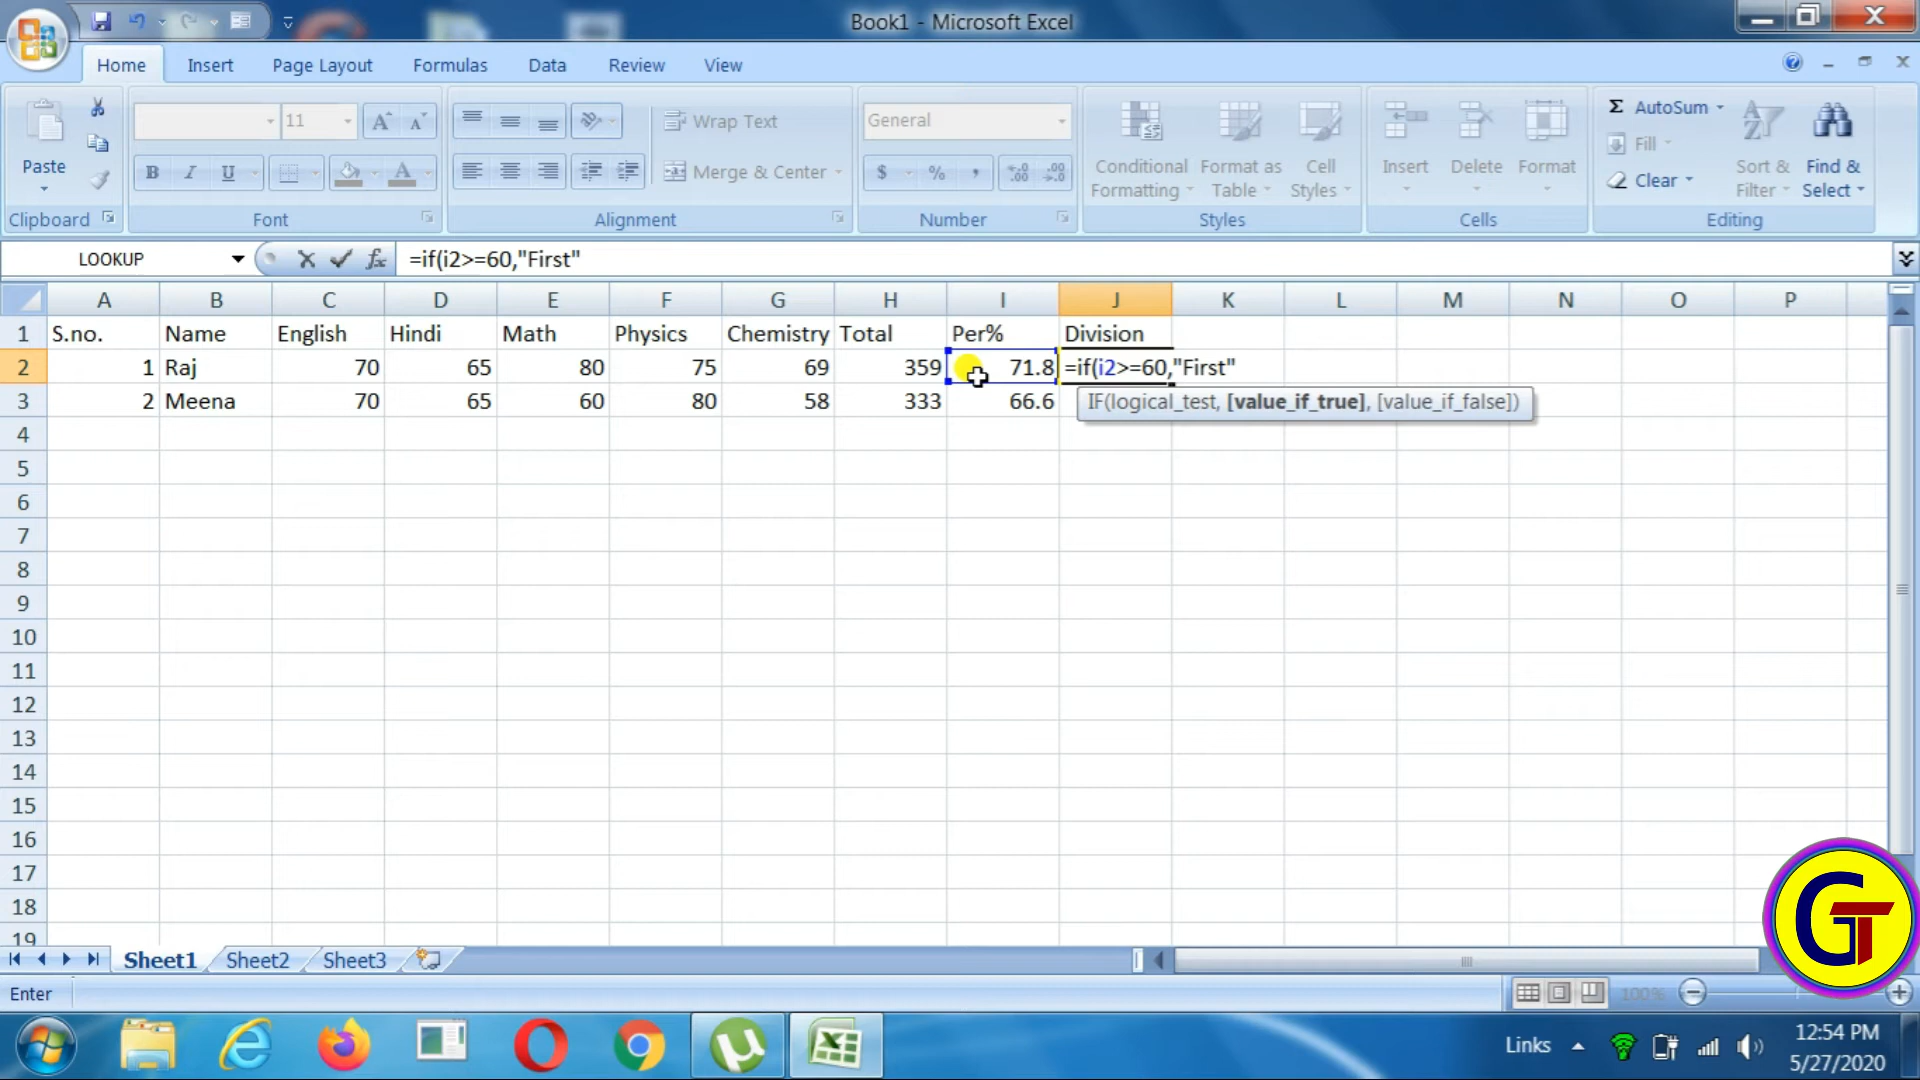 Book1 - Microsoft Excel
Home Insert Page Layout Formulas Data Review View
11 A A Wrap Text General AutoSum
Fill
Paste B I U A Merge & Center $ % , Conditional Formatting Format as Table Cell Styles Insert Delete Format Clear Sort & Filter Find & Select
Clipboard Font Alignment Number Styles Cells Editing
LOOKUP fx =if(i2>=60,"First"
A B C D E F G H I J K L M N O P
1 S.no. Name English Hindi Math Physics Chemistry Total Per% Division
2 1 Raj 70 65 80 75 69 359 71.8 =if(i2>=60,"First"
3 2 Meena 70 65 60 80 58 333 66.6 IF(logical_test, [value_if_true], [value_if_false])
4
5
6
7
8
9
10
11
12
13
14
15
16
17
18
19
Sheet1 Sheet2 Sheet3
Enter 100%
GT
Links 12:54 PM
5/27/2020